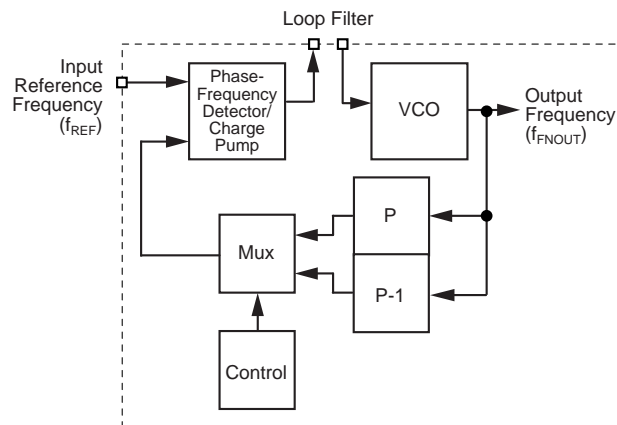 Loop Filter
Input
Reference
Frequency
(fREF)
Phase-
Frequency
Detector/
Charge
Pump
VCO
Output
Frequency
(fFNOUT)
P
Mux
P-1
Control